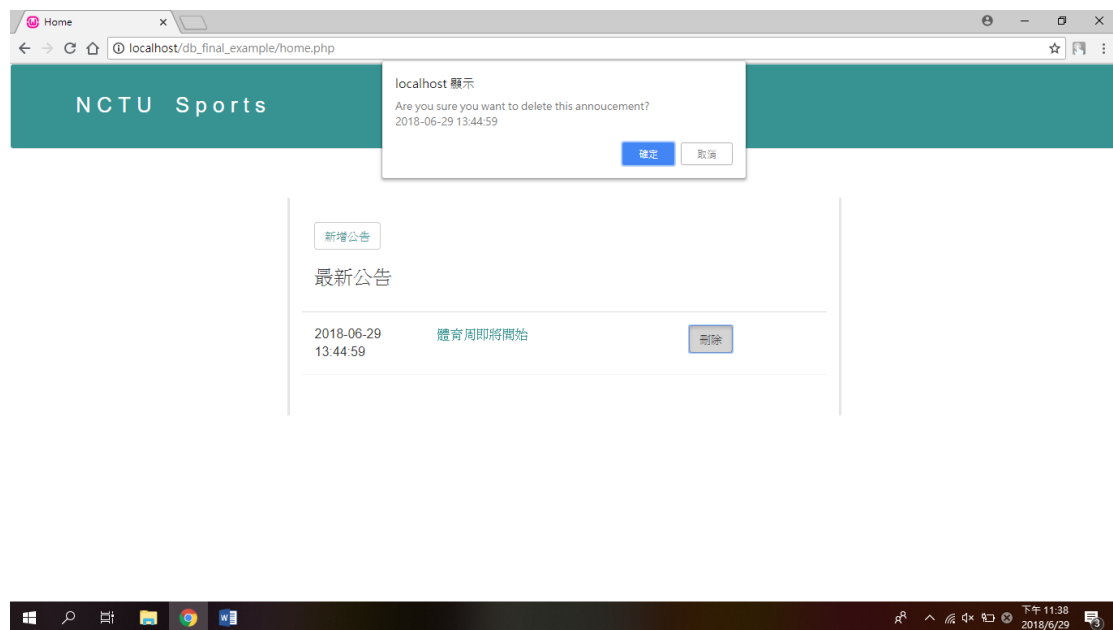 Home
localhost/db_final_example/home.php
localhost 顯示
Are you sure you want to delete this annoucement?
2018-06-29 13:44:59
確定
取消
NCTU Sports
新增公告
最新公告
2018-06-29
13:44:59
體育周即將開始
刪除
下午 11:38
2018/6/29
3